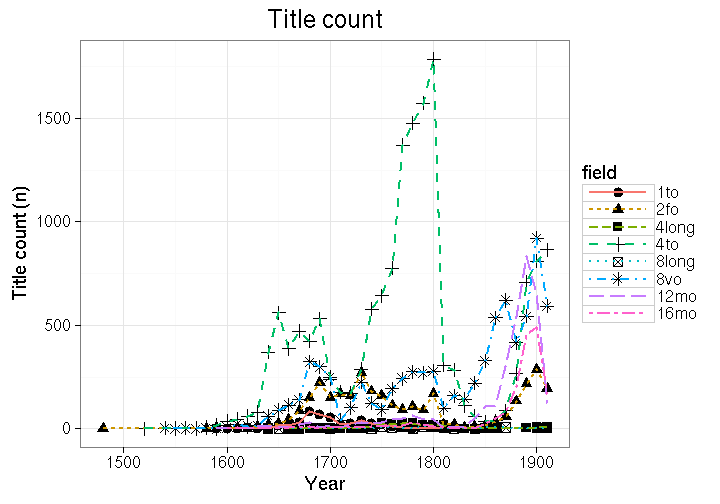 Title count
Title count (n)
1500
1000
500
0
1500
1600
1700
1800
1900
Year
field
1to
2fo
4long
4to
8long
8vo
12mo
16mo